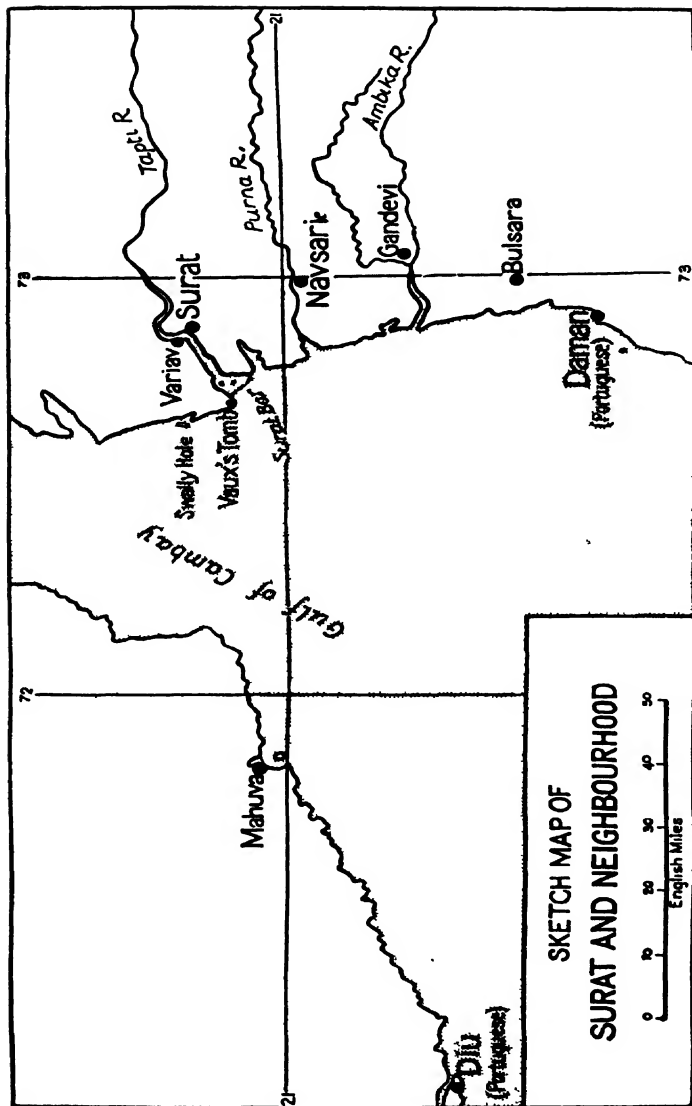 72
73
21
Tapti R
Variav
Surat
Swally Hole
Vaux's Tomb
Surat Bar
Purna R.
21
Mahuva
Gulf of Cambay
Navsari
Ambika R.
Gandevi
Bulsara
Diu
(Portuguese)
Daman
(Portuguese)
73
SKETCH MAP OF
SURAT AND NEIGHBOURHOOD
0 10 20 30 40 50
English Miles